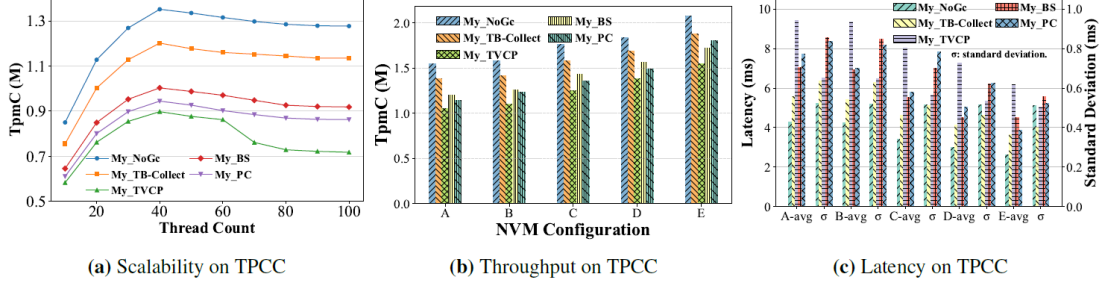 TpmC (M)
1.3
1.1
0.9
0.7
0.5
20
40
60
80
100
Thread Count
My_NoGc
My_BS
My_TB-Collect
My_PC
My_TVCP
(a) Scalability on TPCC
TpmC (M)
2.0
1.5
1.0
0.5
0.0
A
B
C
D
E
NVM Configuration
My_NoGc
My_BS
My_TB-Collect
My_PC
My_TVCP
(b) Throughput on TPCC
Latency (ms)
10
8
6
4
2
0
A-avg
σ
B-avg
σ
C-avg
σ
D-avg
σ
E-avg
σ
My_NoGc
My_BS
My_TB-Collect
My_PC
My_TVCP
σ: standard deviation.
1.0
0.8
0.6
0.4
0.2
0.0
Standard Deviation (ms)
(c) Latency on TPCC